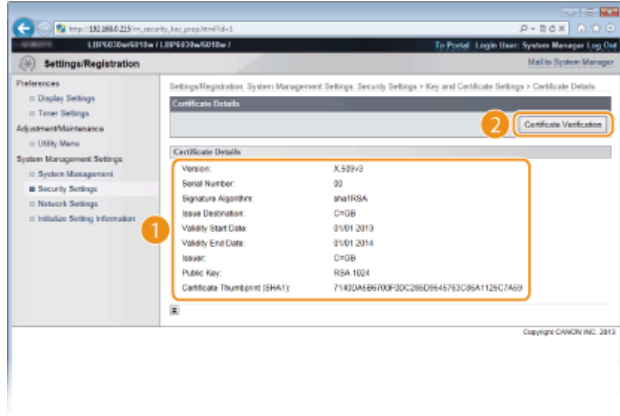 http://192.168.0.215/m_security_key_prop.html?id=1
LBP6030w/6018w / LBP6030w/6018w /
To Portal Login User: System Manager Log Out
Settings/Registration
Mail to System Manager
Preferences
Display Settings
Timer Settings
Adjustment/Maintenance
Utility Menu
System Management Settings
System Management
Security Settings
Network Settings
Initialize Setting Information
Settings/Registration: System Management Settings: Security Settings > Key and Certificate Settings > Certificate Details
Certificate Details
2
Certificate Verification
Certificate Details
1
Version: X.509v3
Serial Number: 00
Signature Algorithm: sha1RSA
Issue Destination: C=GB
Validity Start Date: 01/01 2013
Validity End Date: 01/01 2014
Issuer: C=GB
Public Key: RSA 1024
Certificate Thumbprint (SHA1):
Copyright CANON INC. 2013